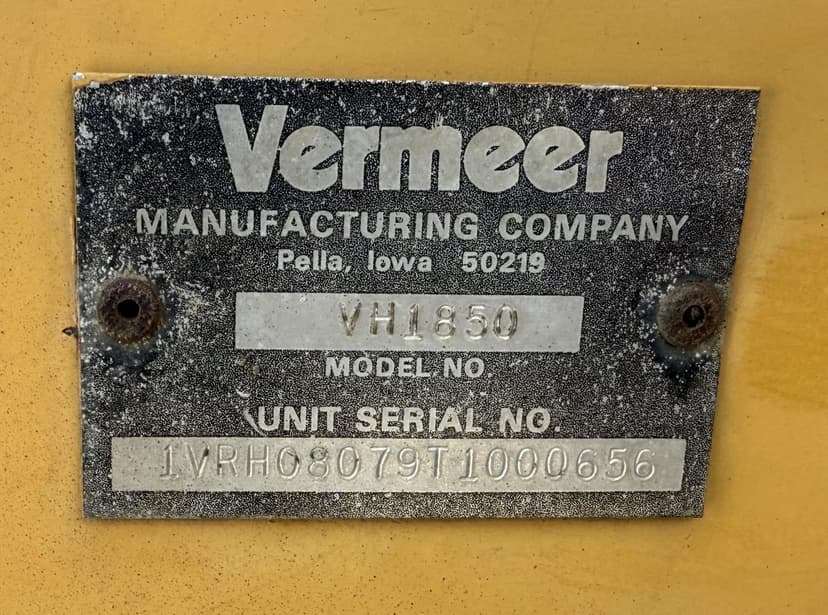 Vermeer
MANUFACTURING COMPANY
Pella, Iowa 50219
VH1850
MODEL NO.
UNIT SERIAL NO.
1VRH08079T1000656